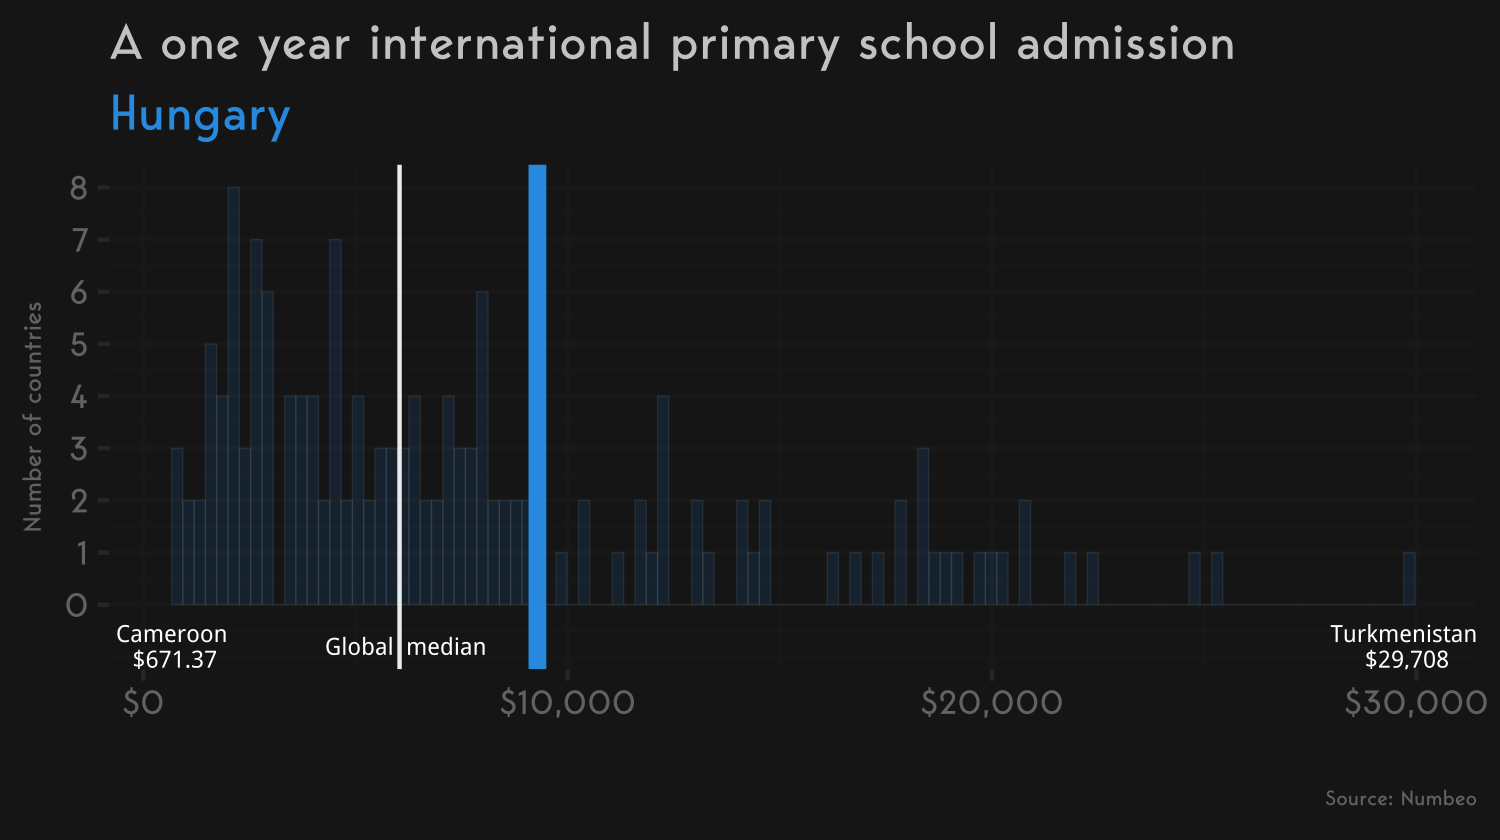 A one year international primary school admission
Hungary
Number of countries
8
7
6
5
4
3
2
1
0
Cameroon
$671.37
Global median
Turkmenistan
$29,708
$0
$10,000
$20,000
$30,000
Source: Numbeo